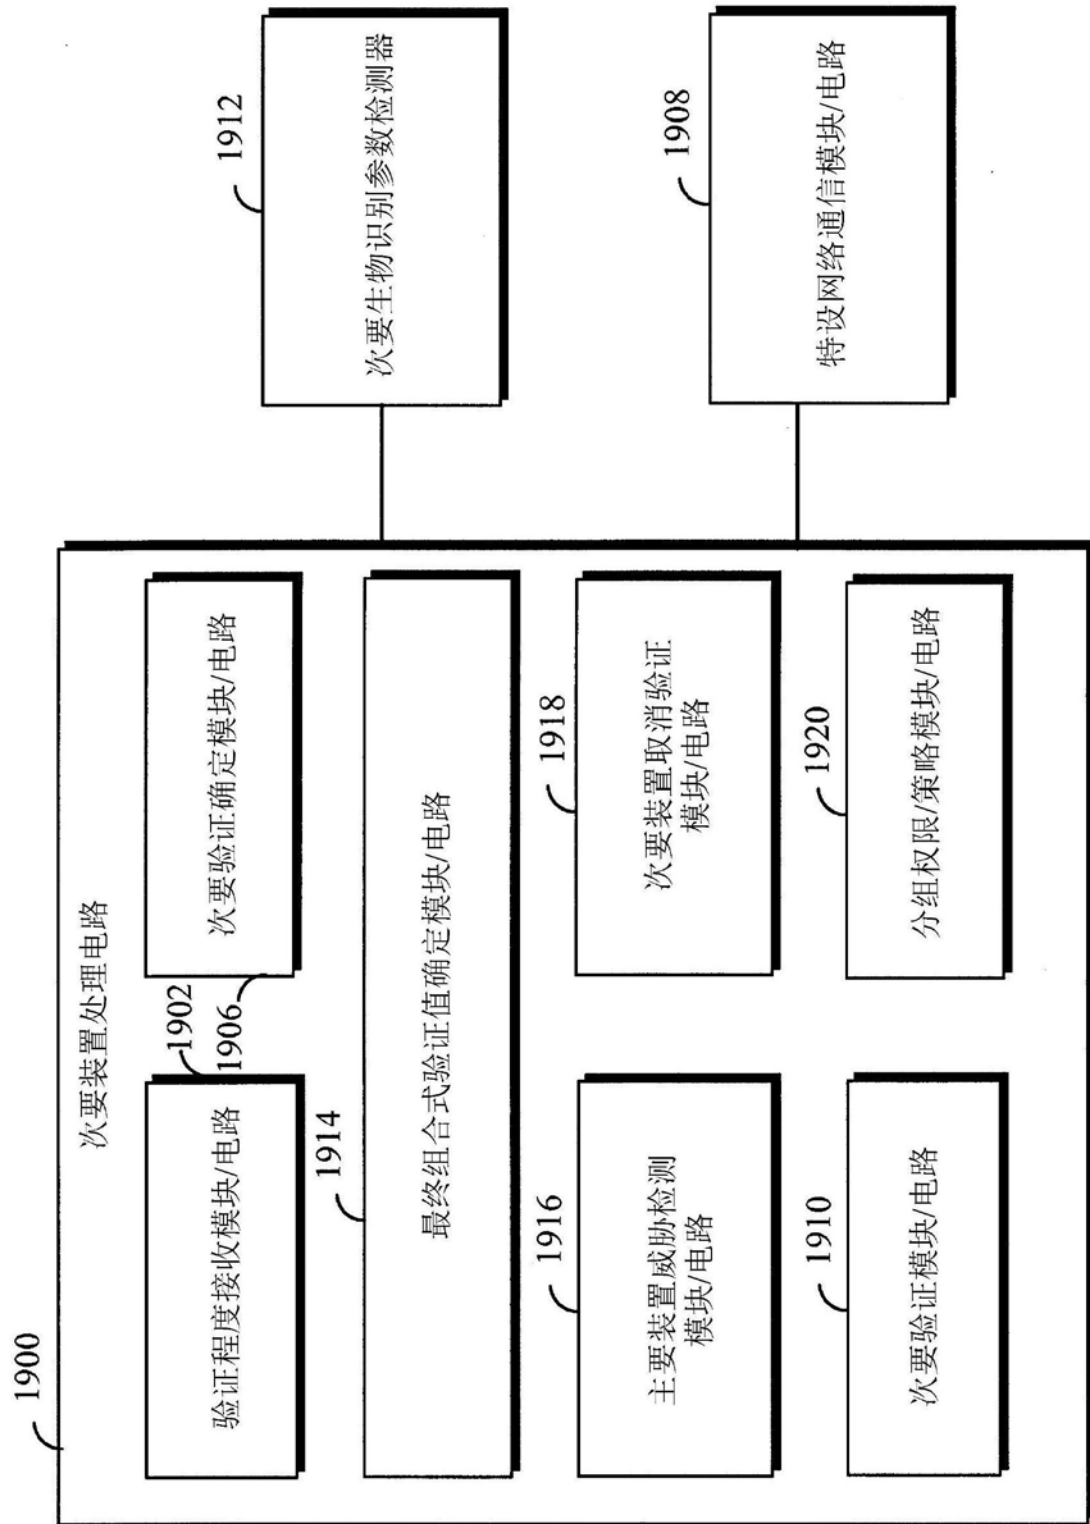 1900
次要装置处理电路
验证程度接收模块/电路
1902
1906
次要验证确定模块/电路
1914
最终组合式验证值确定模块/电路
1916
主要装置威胁检测
模块/电路
1918
次要装置取消验证
模块/电路
1910
次要验证模块/电路
1920
分组权限/策略模块/电路
1912
次要生物识别参数检测器
1908
特设网络通信模块/电路